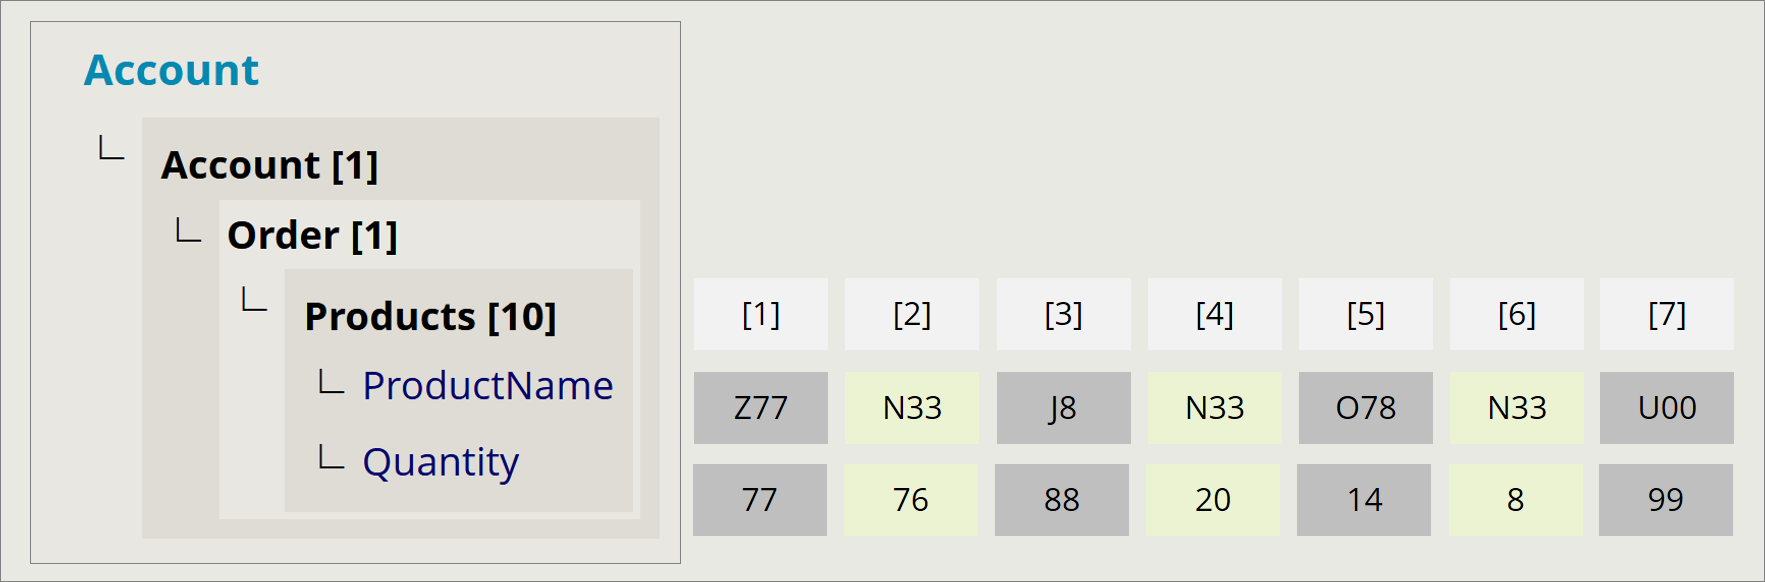 Account
Account [1]
Order [1]
Products [10] [1] [2] [3] [4] [5] [6] [7]
ProductName Z77 N33 J8 N33 O78 N33 U00
Quantity 77 76 88 20 14 8 99